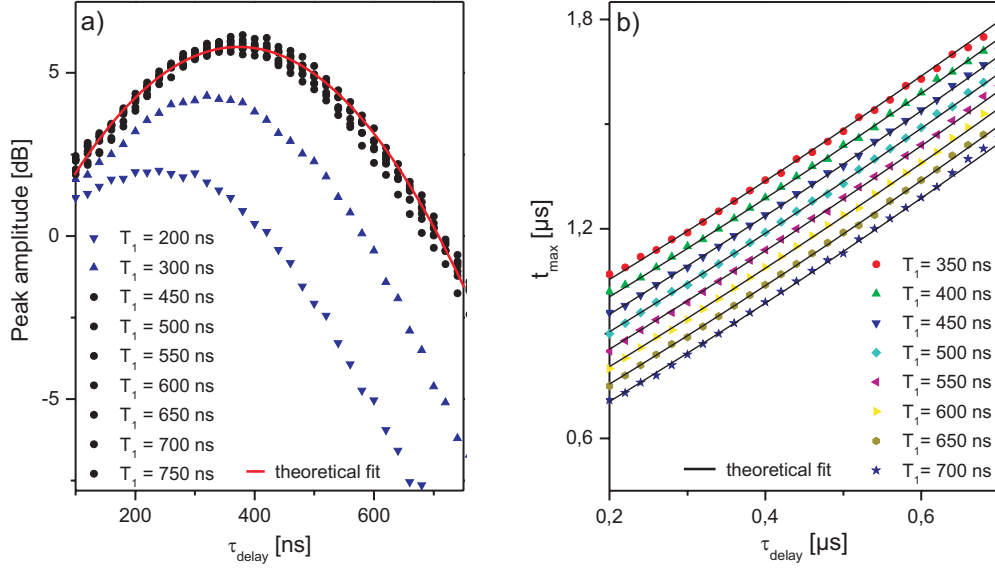 a)
5
0
-5
Peak amplitude [dB]
T1 = 200 ns
T1 = 300 ns
T1 = 450 ns
T1 = 500 ns
T1 = 550 ns
T1 = 600 ns
T1 = 650 ns
T1 = 700 ns
T1 = 750 ns
theoretical fit
200 400 600
τdelay [ns]
b)
1,8
1,2
0,6
tmax [µs]
T1= 350 ns
T1= 400 ns
T1= 450 ns
T1= 500 ns
T1= 550 ns
T1= 600 ns
T1= 650 ns
T1= 700 ns
theoretical fit
0,2 0,4 0,6
τdelay [µs]